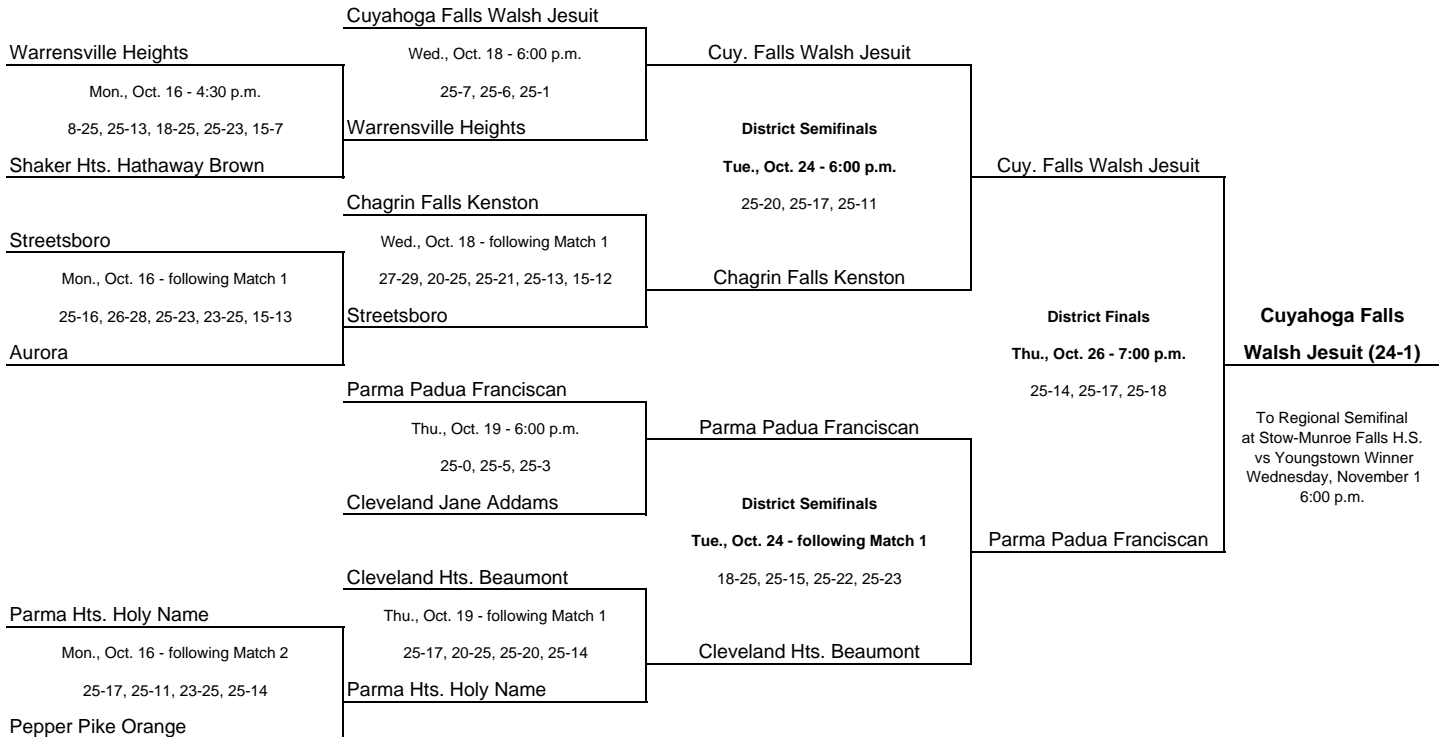 Cuyahoga Falls Walsh Jesuit
Warrensville Heights
Wed., Oct. 18 - 6:00 p.m.
Cuy. Falls Walsh Jesuit
Mon., Oct. 16 - 4:30 p.m.
25-7, 25-6, 25-1
8-25, 25-13, 18-25, 25-23, 15-7
Warrensville Heights
District Semifinals
Shaker Hts. Hathaway Brown
Tue., Oct. 24 - 6:00 p.m.
Cuy. Falls Walsh Jesuit
Chagrin Falls Kenston
25-20, 25-17, 25-11
Streetsboro
Wed., Oct. 18 - following Match 1
Mon., Oct. 16 - following Match 1
27-29, 20-25, 25-21, 25-13, 15-12
Chagrin Falls Kenston
25-16, 26-28, 25-23, 23-25, 15-13
Streetsboro
District Finals
Cuyahoga Falls
Aurora
Thu., Oct. 26 - 7:00 p.m.
Walsh Jesuit (24-1)
Parma Padua Franciscan
25-14, 25-17, 25-18
Thu., Oct. 19 - 6:00 p.m.
Parma Padua Franciscan
To Regional Semifinal
at Stow-Munroe Falls H.S.
vs Youngstown Winner
Wednesday, November 1
6:00 p.m.
25-0, 25-5, 25-3
Cleveland Jane Addams
District Semifinals
Tue., Oct. 24 - following Match 1
Parma Padua Franciscan
Cleveland Hts. Beaumont
18-25, 25-15, 25-22, 25-23
Parma Hts. Holy Name
Thu., Oct. 19 - following Match 1
Mon., Oct. 16 - following Match 2
25-17, 20-25, 25-20, 25-14
Cleveland Hts. Beaumont
25-17, 25-11, 23-25, 25-14
Parma Hts. Holy Name
Pepper Pike Orange